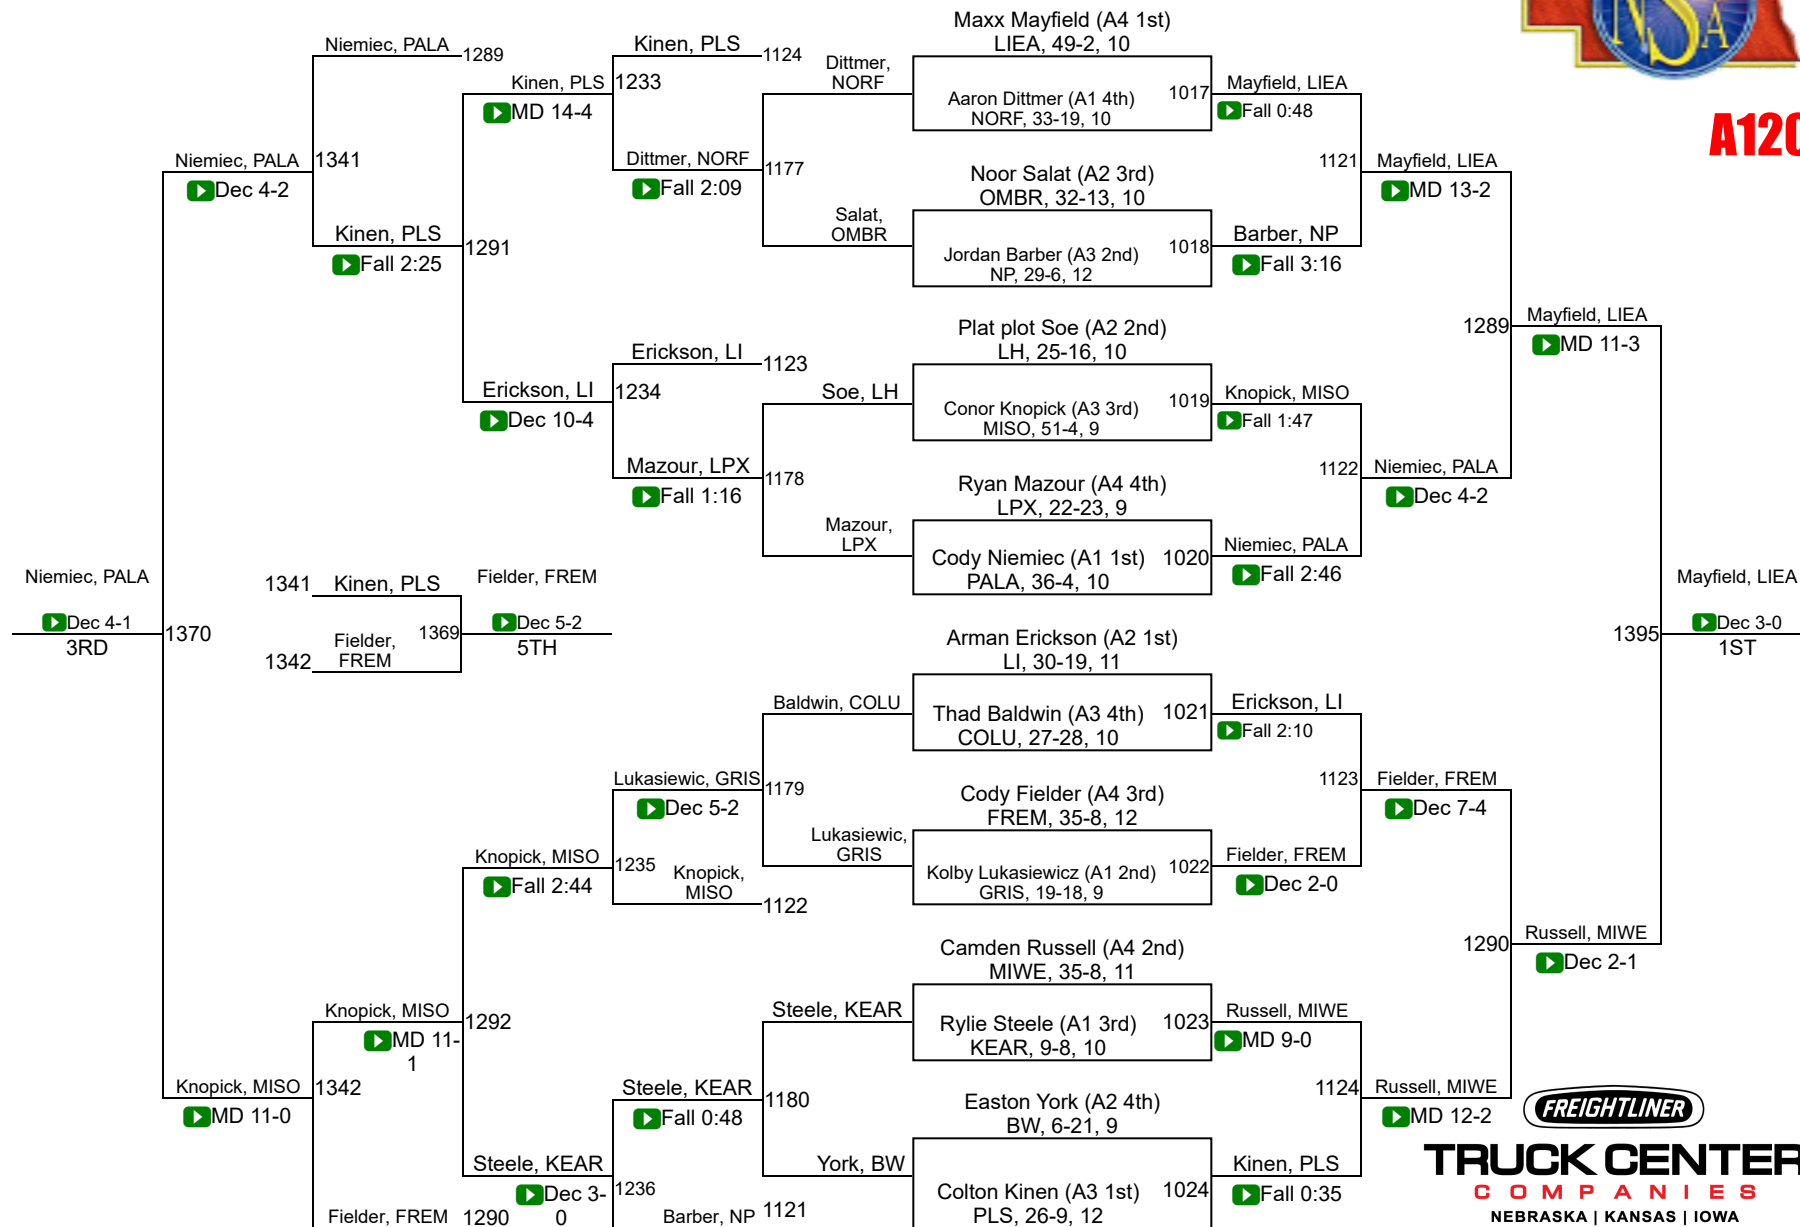 Maxx Mayfield (A4 1st)
LIEA, 49-2, 10
Aaron Dittmer (A1 4th)
NORF, 33-19, 10
1017
Noor Salat (A2 3rd)
OMBR, 32-13, 10
Jordan Barber (A3 2nd)
NP, 29-6, 12
1018
Plat plot Soe (A2 2nd)
LH, 25-16, 10
Conor Knopick (A3 3rd)
MISO, 51-4, 9
1019
Ryan Mazour (A4 4th)
LPX, 22-23, 9
Cody Niemiec (A1 1st)
PALA, 36-4, 10
1020
Arman Erickson (A2 1st)
LI, 30-19, 11
Thad Baldwin (A3 4th)
COLU, 27-28, 10
1021
Cody Fielder (A4 3rd)
FREM, 35-8, 12
Kolby Lukasiewicz (A1 2nd)
GRIS, 19-18, 9
1022
Camden Russell (A4 2nd)
MIWE, 35-8, 11
Rylie Steele (A1 3rd)
KEAR, 9-8, 10
1023
Easton York (A2 4th)
BW, 6-21, 9
Colton Kinen (A3 1st)
PLS, 26-9, 12
1024
Mayfield, LIEA
Fall 0:48
Barber, NP
Fall 3:16
Knopick, MISO
Fall 1:47
Niemiec, PALA
Fall 2:46
Erickson, LI
Fall 2:10
Fielder, FREM
Dec 2-0
Russell, MIWE
MD 9-0
Kinen, PLS
Fall 0:35
1121
Mayfield, LIEA
MD 13-2
1122
Niemiec, PALA
Dec 4-2
1123
Fielder, FREM
Dec 7-4
1124
Russell, MIWE
MD 12-2
1289
Mayfield, LIEA
MD 11-3
1290
Russell, MIWE
Dec 2-1
1395
Mayfield, LIEA
Dec 3-0
1ST
Dittmer,
NORF
Salat,
OMBR
Soe, LH
Mazour,
LPX
Baldwin, COLU
Lukasiewic,
GRIS
Steele, KEAR
York, BW
Kinen, PLS
1124
1177
Dittmer, NORF
Fall 2:09
Erickson, LI
1123
1178
Mazour, LPX
Fall 1:16
1179
Lukasiewic, GRIS
Dec 5-2
Knopick,
MISO
1122
1180
Steele, KEAR
Fall 0:48
Barber, NP
1121
1233
Kinen, PLS
MD 14-4
1234
Erickson, LI
Dec 10-4
1235
Knopick, MISO
Fall 2:44
1236
Steele, KEAR
Dec 3-
0
Niemiec, PALA
1289
1291
Kinen, PLS
Fall 2:25
1292
Knopick, MISO
MD 11-
1
Fielder, FREM
1290
1341
Niemiec, PALA
Dec 4-2
1342
Knopick, MISO
MD 11-0
1370
Niemiec, PALA
Dec 4-1
3RD
1341
Kinen, PLS
1342
Fielder,
FREM
1369
Fielder, FREM
Dec 5-2
5TH
NSA
A120
FREIGHTLINER
TRUCK CENTER
COMPANIES
NEBRASKA | KANSAS | IOWA